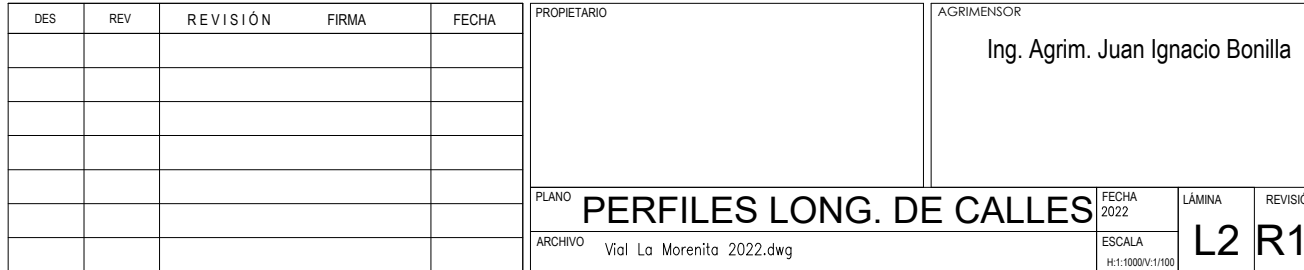 DES REV REVISIÓN FIRMA FECHA
PROPIETARIO
AGRIMENSOR
Ing. Agrim. Juan Ignacio Bonilla
PLANO
PERFILES LONG. DE CALLES
FECHA
2022
LÁMINA
L2
REVISIÓ
R1
ARCHIVO
Vial La Morenita 2022.dwg
ESCALA
H:1:1000/V:1/100